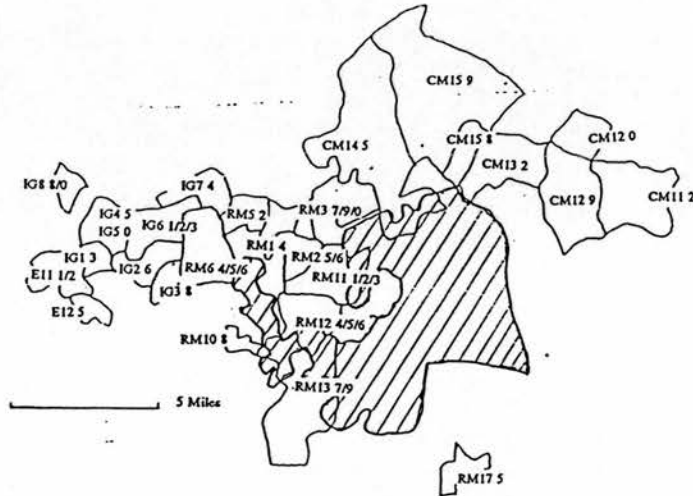 CM15 9
CM15 8
CM12 0
CM14 5
CM13 2
IG8 8/0
IG7 4
CM12 9
CM11 2
IG4 5
RM5 2
RM3 7/9/0
IG5 0
IG6 1/2/3
IG1 3
RM1 4
RM2 5/6
E11 1/2
IG2 6
RM6 4/5/6
RM11 1/2/3
IG3 8
E12 5
RM12 4/5/6
RM10 8
RM13 7/9
5 Miles
RM17 5